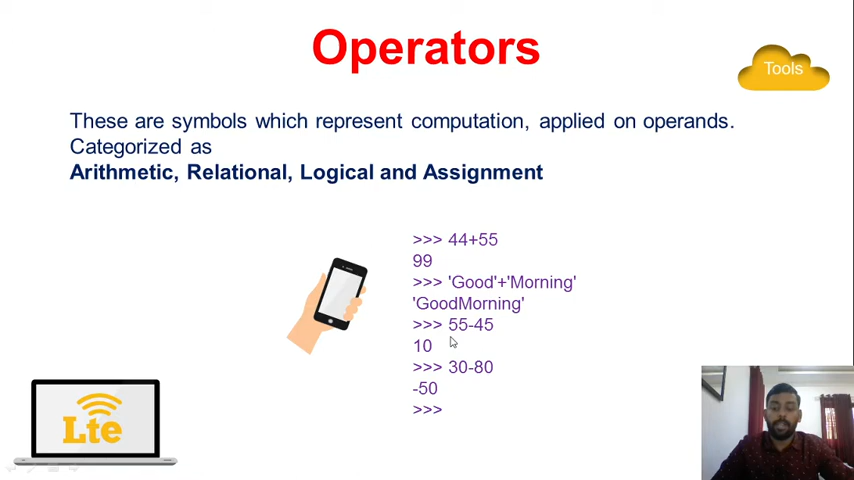 Operators
Tools
These are symbols which represent computation, applied on operands.
Categorized as
Arithmetic, Relational, Logical and Assignment
>>> 44+55
99
>>> 'Good'+'Morning'
'GoodMorning'
>>> 55-45
10
>>> 30-80
-50
>>>
Lte